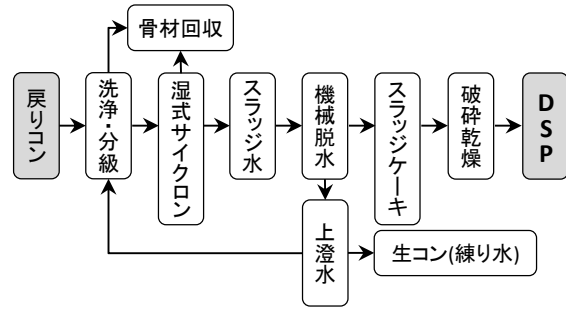 骨材回収
戻りコン
洗浄・分級
湿式サイクロン
スラッジ水
機械脱水
スラッジケーキ
破砕乾燥
DSP
上澄水
生コン(練り水)